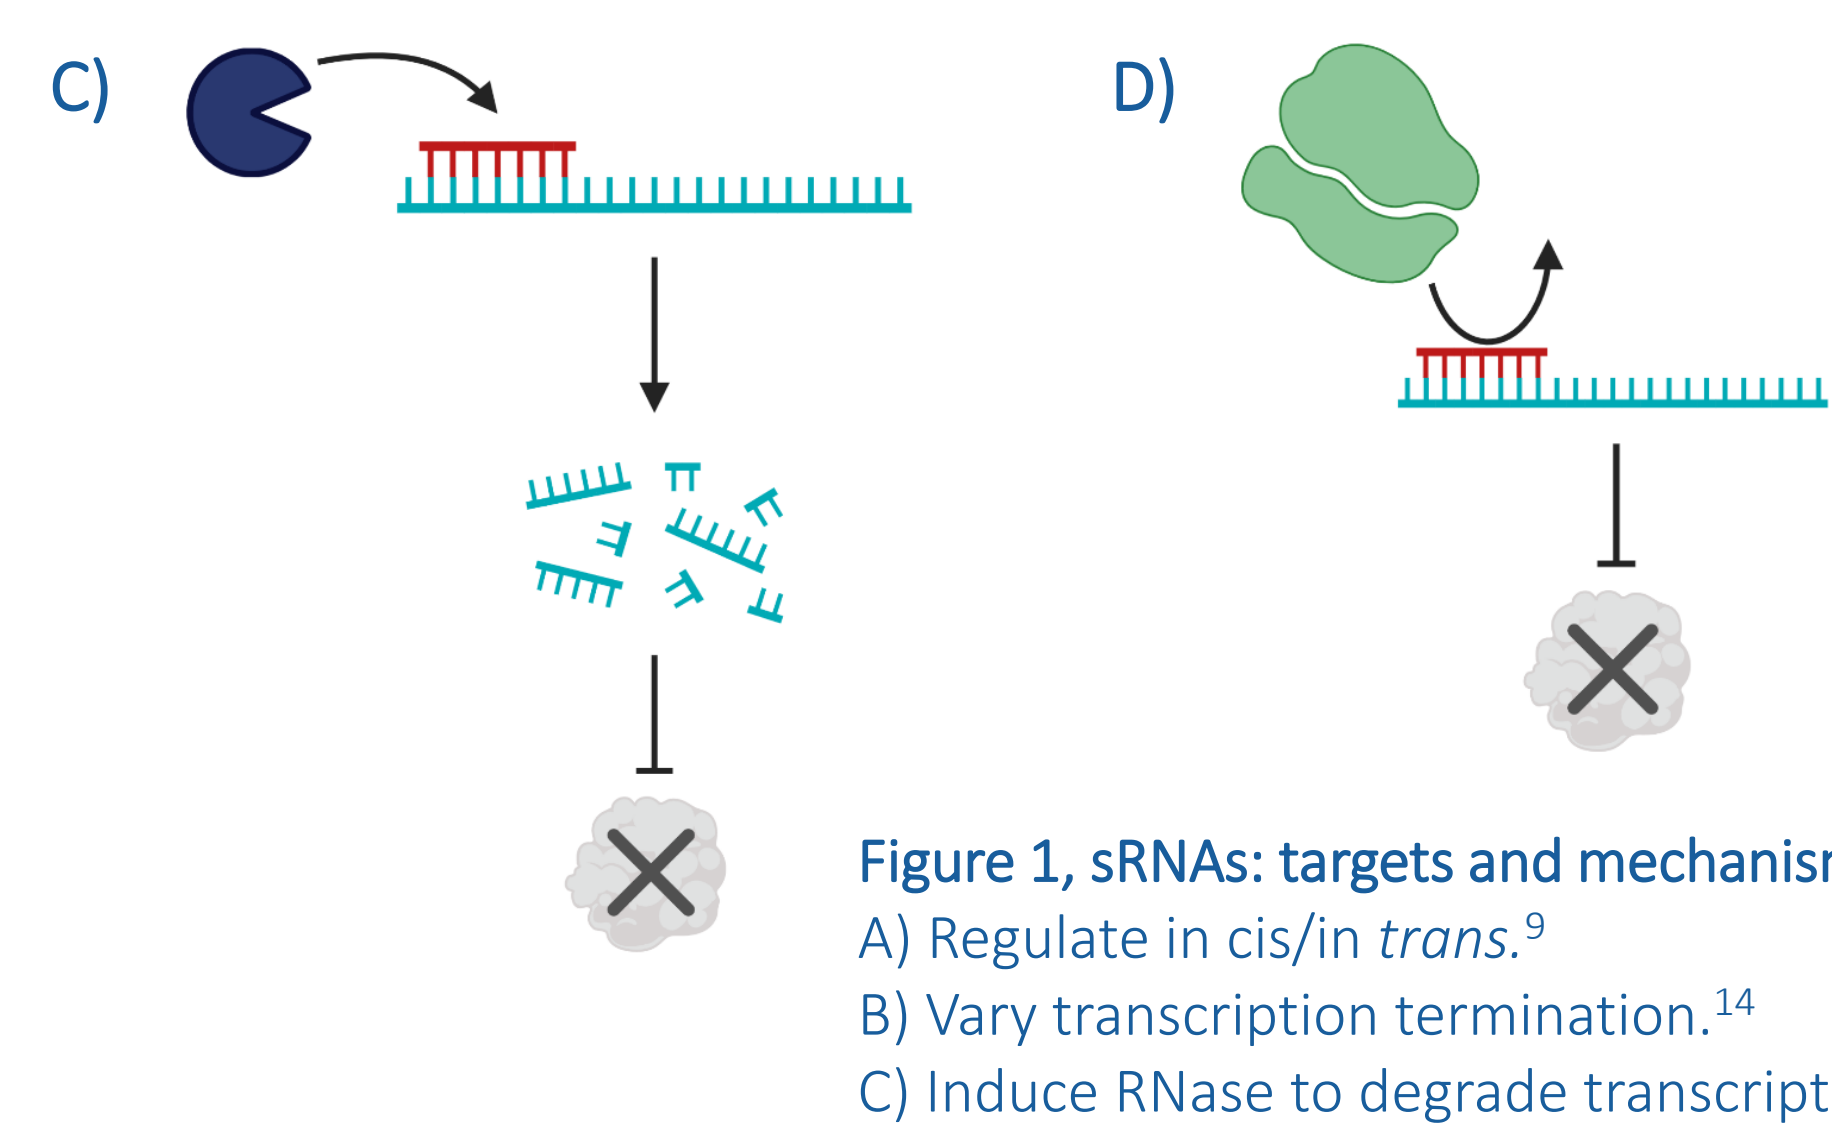 C)
D)
Figure 1, sRNAs: targets and
A) Regulate in cis/in trans.9
B) Vary transcription termination.14
C) Induce RNase to degrade transcript